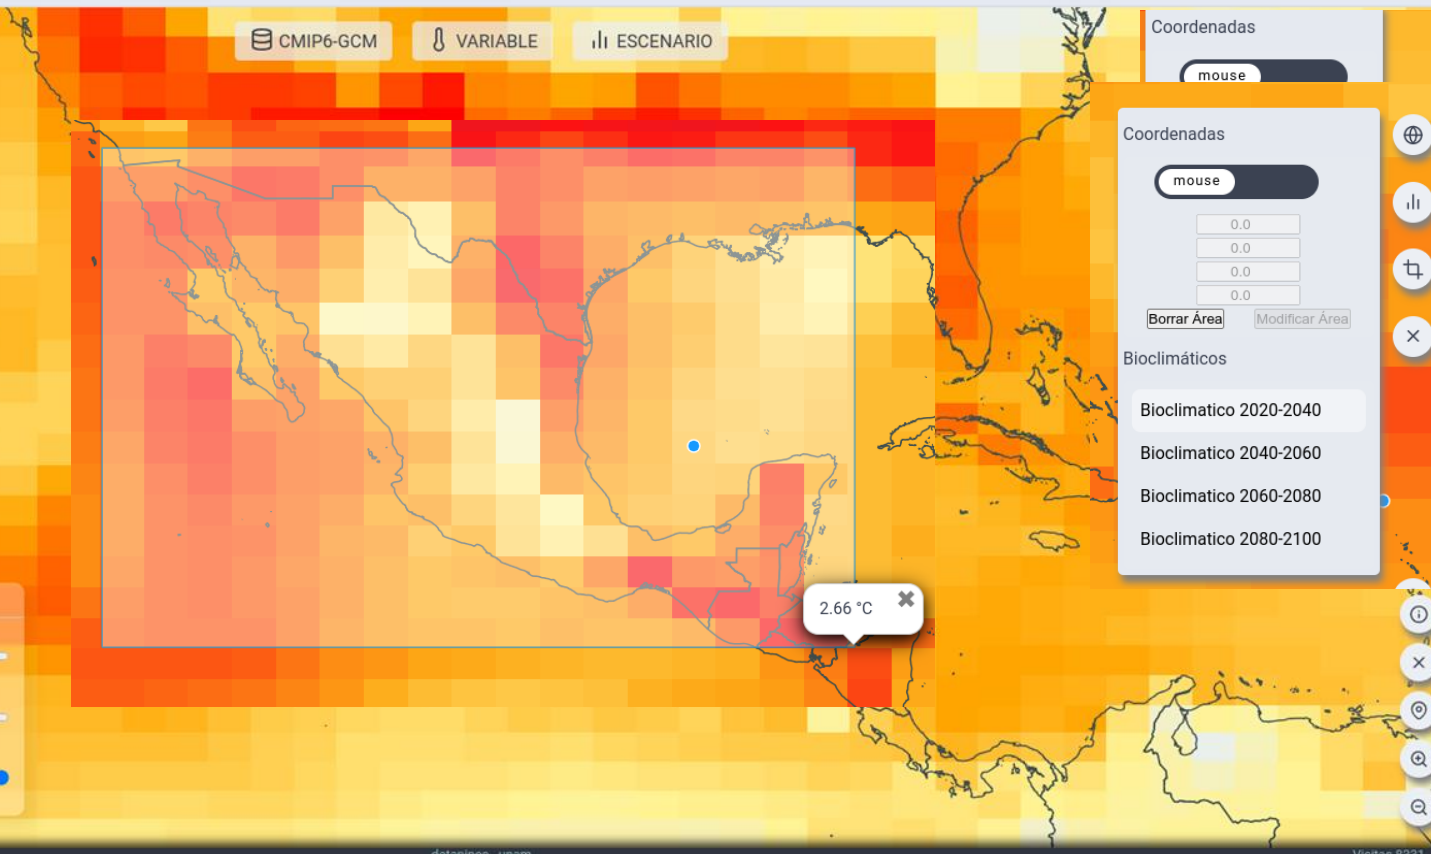 CMIP6-GCM
VARIABLE
ESCENARIO
Coordenadas
mouse
Coordenadas
mouse
0.0
0.0
0.0
0.0
Borrar Área
Modificar Área
Bioclimáticos
Bioclimatico 2020-2040
Bioclimatico 2040-2060
Bioclimatico 2060-2080
Bioclimatico 2080-2100
2.66 °C